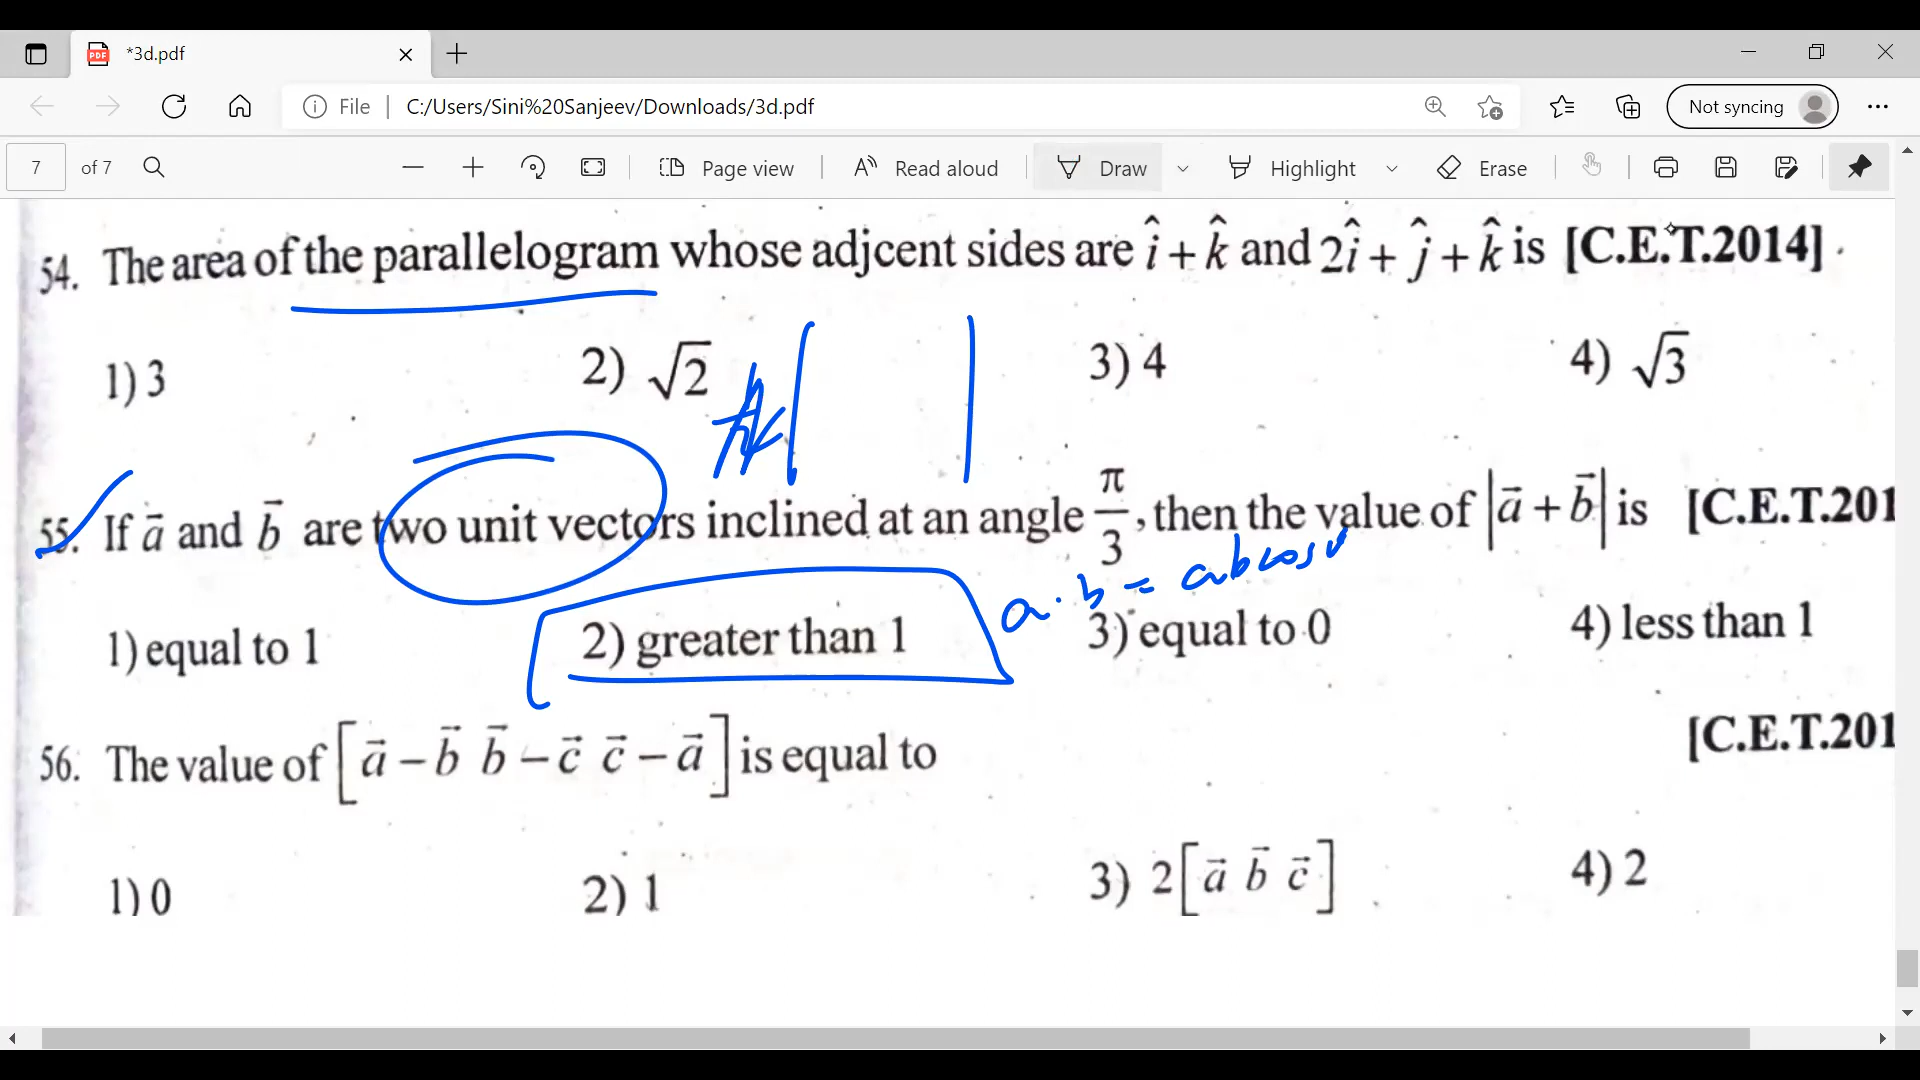 *3d.pdf
File C:/Users/Sini%20Sanjeev/Downloads/3d.pdf Not syncing
7 of 7 Page view Read aloud Draw Highlight Erase
54. The area of the parallelogram whose adjcent sides are î + k̂ and 2î + ĵ + k̂ is [C.E.T.2014]
1) 3 2) √2 3) 4 4) √3
55. If a⃗ and b⃗ are two unit vectors inclined at an angle π/3, then the value of |a⃗ + b⃗| is [C.E.T.201
a · b = ab cos
1) equal to 1 2) greater than 1 3) equal to 0 4) less than 1
56. The value of [a⃗ – b⃗ b⃗ – c⃗ c⃗ – a⃗] is equal to [C.E.T.201
1) 0 2) 1 3) 2[a⃗ b⃗ c⃗] 4) 2